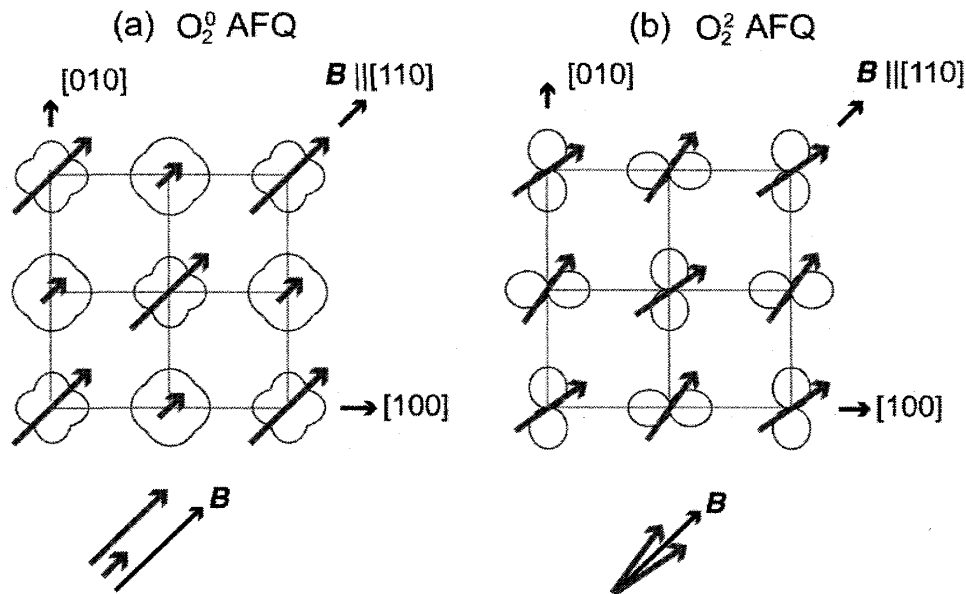 (a) O₂⁰ AFQ
[010]
B ||[110]
[100]
B
(b) O₂² AFQ
[010]
B ||[110]
[100]
B